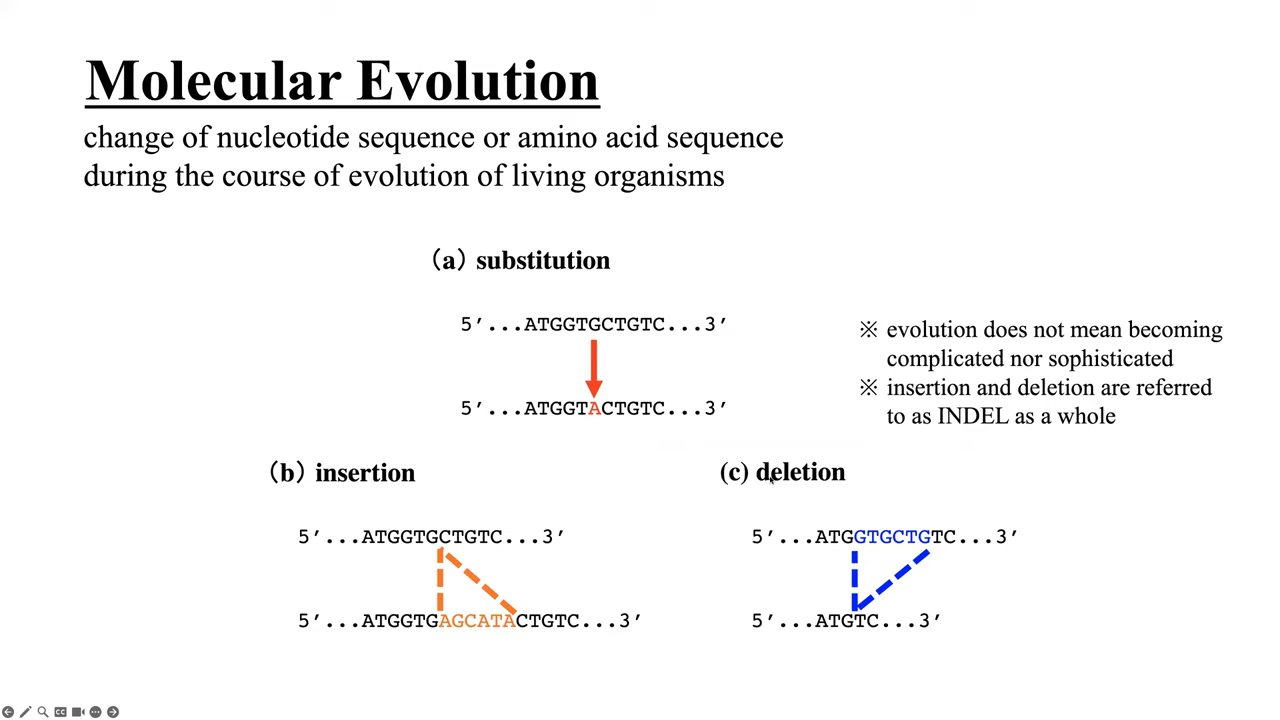 Molecular Evolution
change of nucleotide sequence or amino acid sequence
during the course of evolution of living organisms
（a）substitution
5’...ATGGTGCTGTC...3’
5’...ATGGTACTGTC...3’
※ evolution does not mean becoming
complicated nor sophisticated
※ insertion and deletion are referred
to as INDEL as a whole
（b）insertion
5’...ATGGTGCTGTC...3’
5’...ATGGTGAGCATACTGTC...3’
(c) deletion
5’...ATGGTGCTGTC...3’
5’...ATGTC...3’